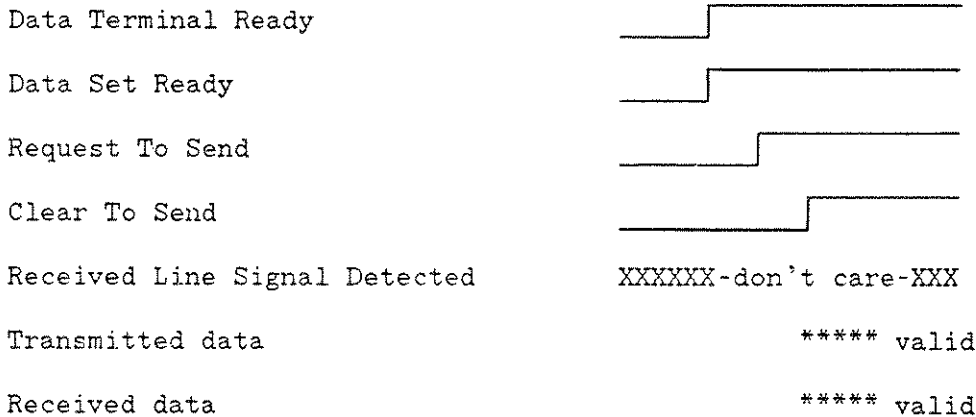 Data Terminal Ready
Data Set Ready
Request To Send
Clear To Send
Received Line Signal Detected XXXXXX-don't care-XXX
Transmitted data ***** valid
Received data ***** valid